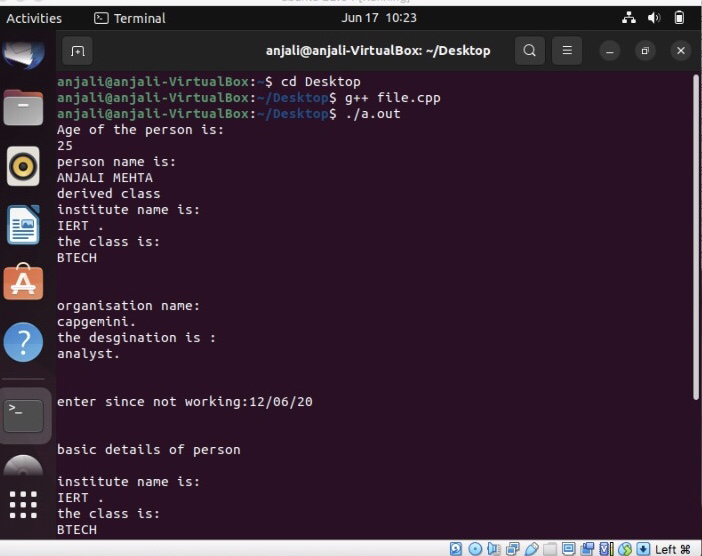 Activities
Terminal
Jun 17 10:23
anjali@anjali-VirtualBox: ~/Desktop
anjali@anjali-VirtualBox:~$ cd Desktop
anjali@anjali-VirtualBox:~/Desktop$ g++ file.cpp
anjali@anjali-VirtualBox:~/Desktop$ ./a.out
Age of the person is:
25
person name is:
ANJALI MEHTA
derived class
institute name is:
IERT .
the class is:
BTECH
organisation name:
capgemini.
the desgination is :
analyst.
enter since not working:12/06/20
basic details of person
institute name is:
IERT .
the class is:
BTECH
Left ⌘